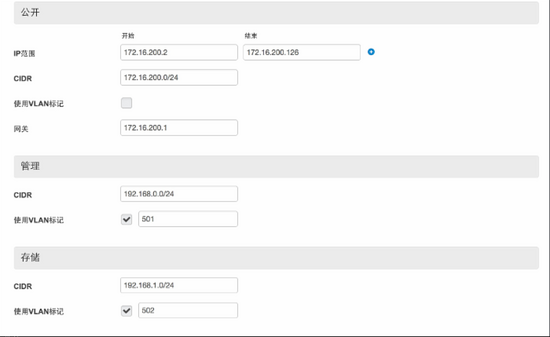 公开
开始 结束
IP范围 172.16.200.2 172.16.200.126
CIDR 172.16.200.0/24
使用VLAN标记
网关 172.16.200.1
管理
CIDR 192.168.0.0/24
使用VLAN标记 501
存储
CIDR 192.168.1.0/24
使用VLAN标记 502